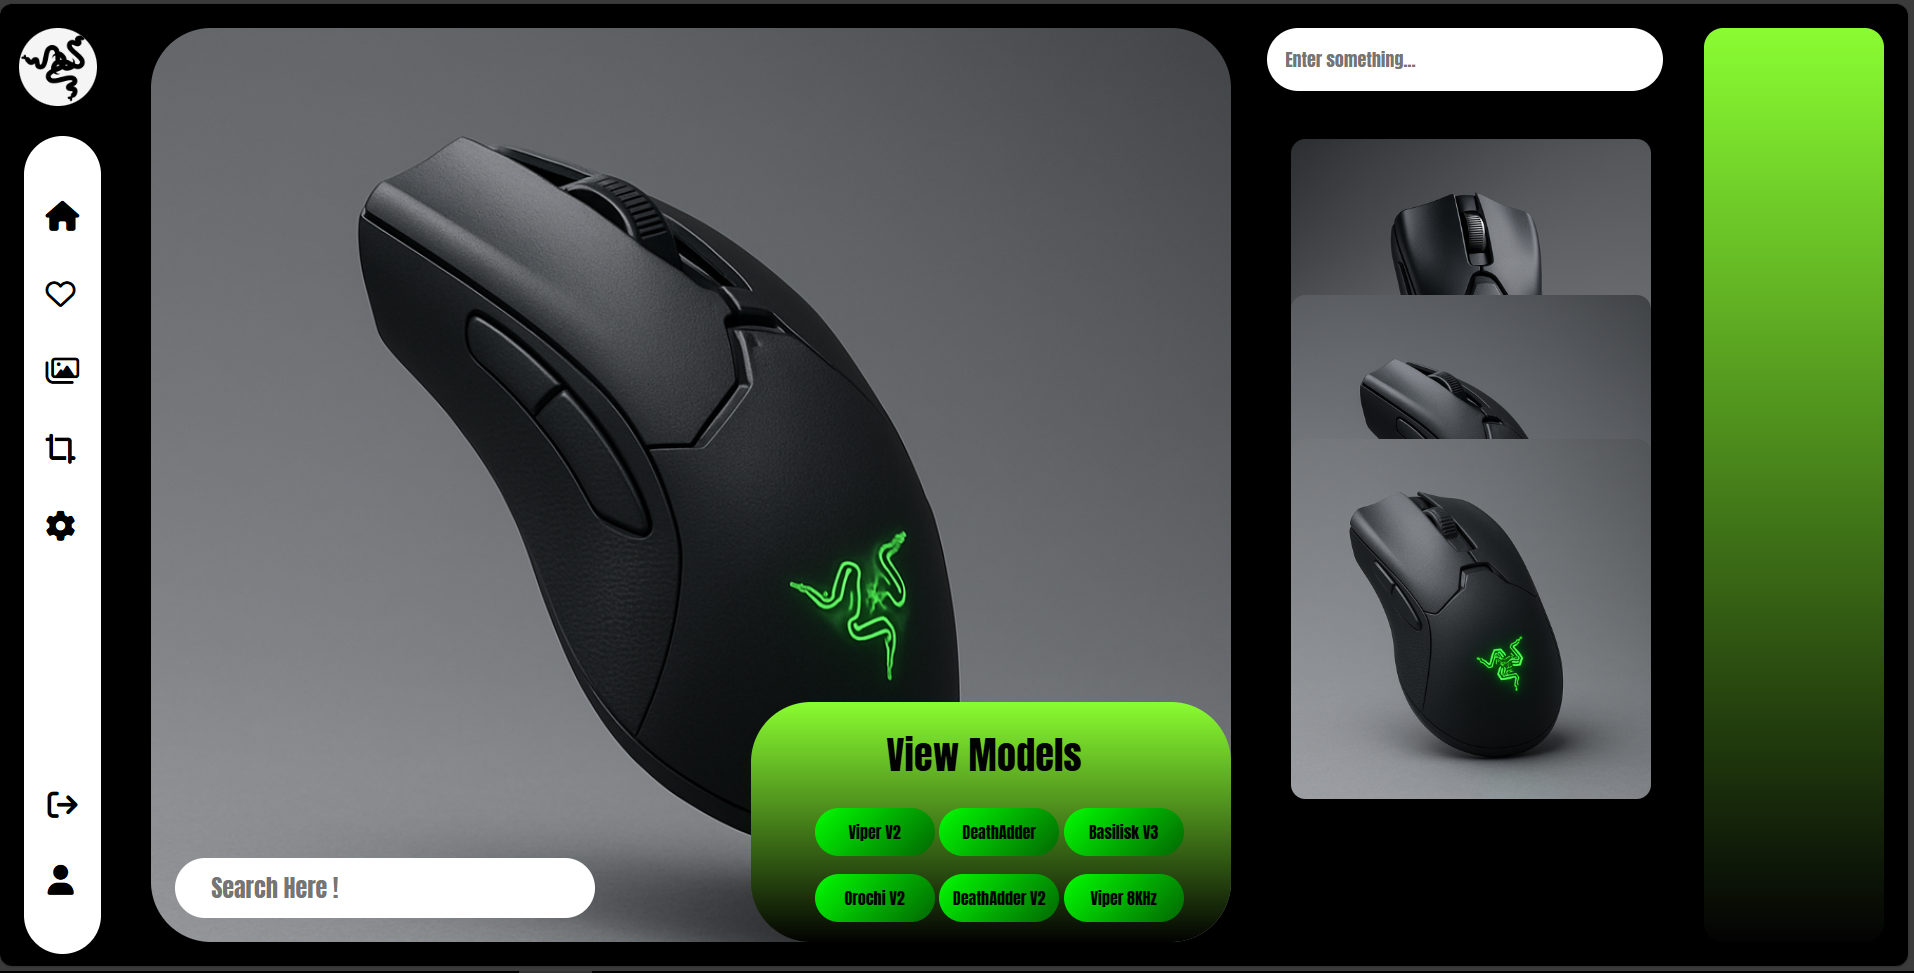 Enter something...
View Models
Viper V2
DeathAdder
Basilisk V3
Orochi V2
DeathAdder V2
Viper 8KHz
Search Here !